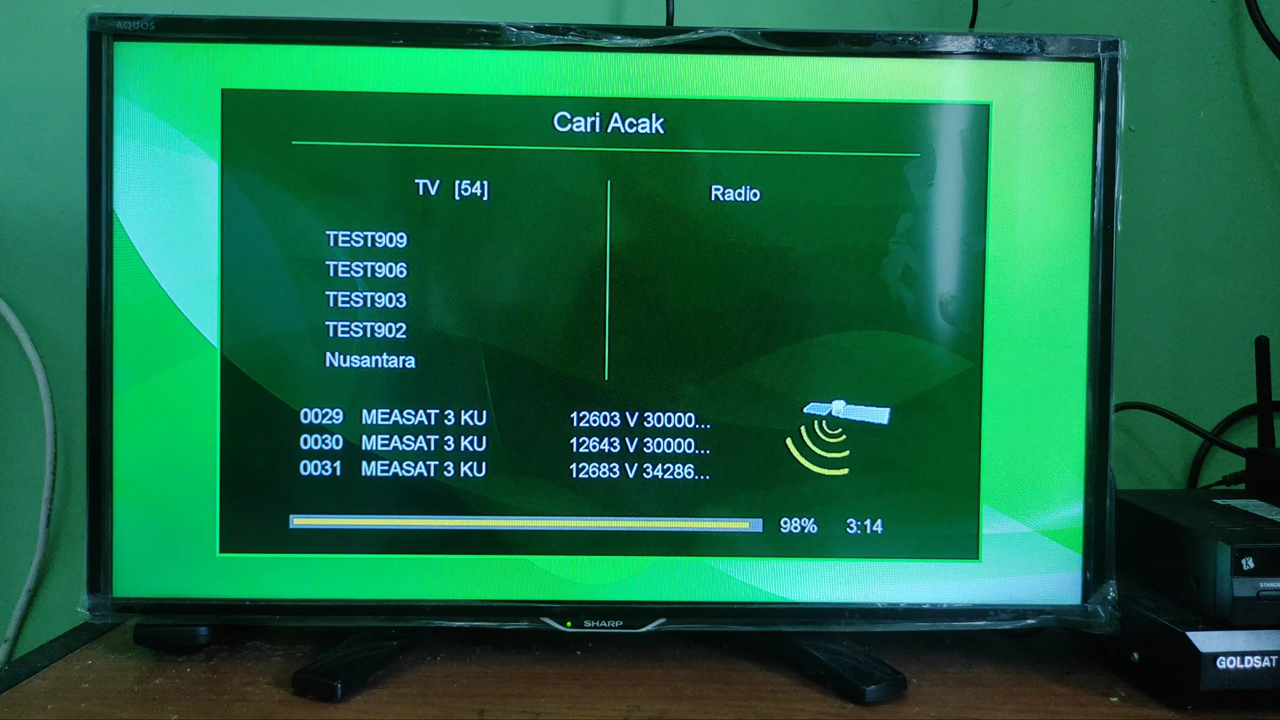 AQUOS
Cari Acak
TV [54]
Radio
TEST909
TEST906
TEST903
TEST902
Nusantara
0029 MEASAT 3 KU 12603 V 30000...
0030 MEASAT 3 KU 12643 V 30000...
0031 MEASAT 3 KU 12683 V 34286...
98% 3:14
SHARP
GOLDSAT